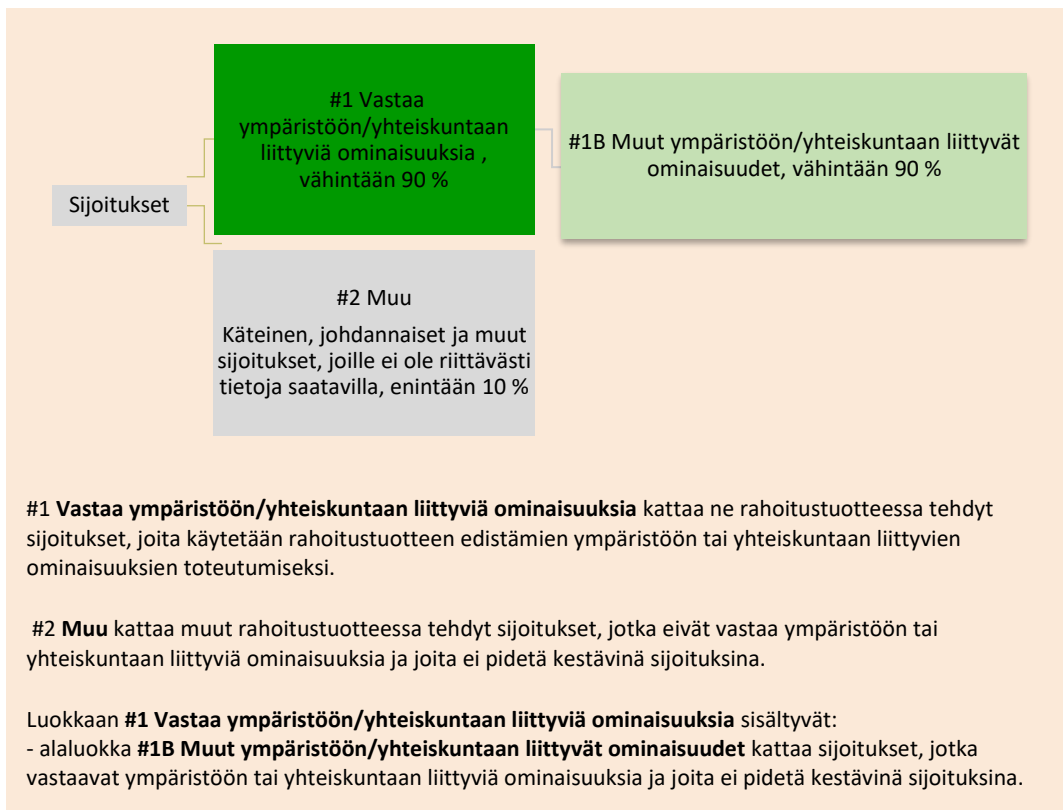 #1 Vastaa
ympäristöön/yhteiskuntaan
liittyviä ominaisuuksia ,
vähintään 90 %
#1B Muut ympäristöön/yhteiskuntaan liittyvät
ominaisuudet, vähintään 90 %
Sijoitukset
#2 Muu
Käteinen, johdannaiset ja muut
sijoitukset, joille ei ole riittävästi
tietoja saatavilla, enintään 10 %
#1 Vastaa ympäristöön/yhteiskuntaan liittyviä ominaisuuksia kattaa ne rahoitustuotteessa tehdyt
sijoitukset, joita käytetään rahoitustuotteen edistämien ympäristöön tai yhteiskuntaan liittyvien
ominaisuuksien toteutumiseksi.
#2 Muu kattaa muut rahoitustuotteessa tehdyt sijoitukset, jotka eivät vastaa ympäristöön tai
yhteiskuntaan liittyviä ominaisuuksia ja joita ei pidetä kestävinä sijoituksina.
Luokkaan #1 Vastaa ympäristöön/yhteiskuntaan liittyviä ominaisuuksia sisältyvät:
- alaluokka #1B Muut ympäristöön/yhteiskuntaan liittyvät ominaisuudet kattaa sijoitukset, jotka
vastaavat ympäristöön tai yhteiskuntaan liittyviä ominaisuuksia ja joita ei pidetä kestävinä sijoituksina.